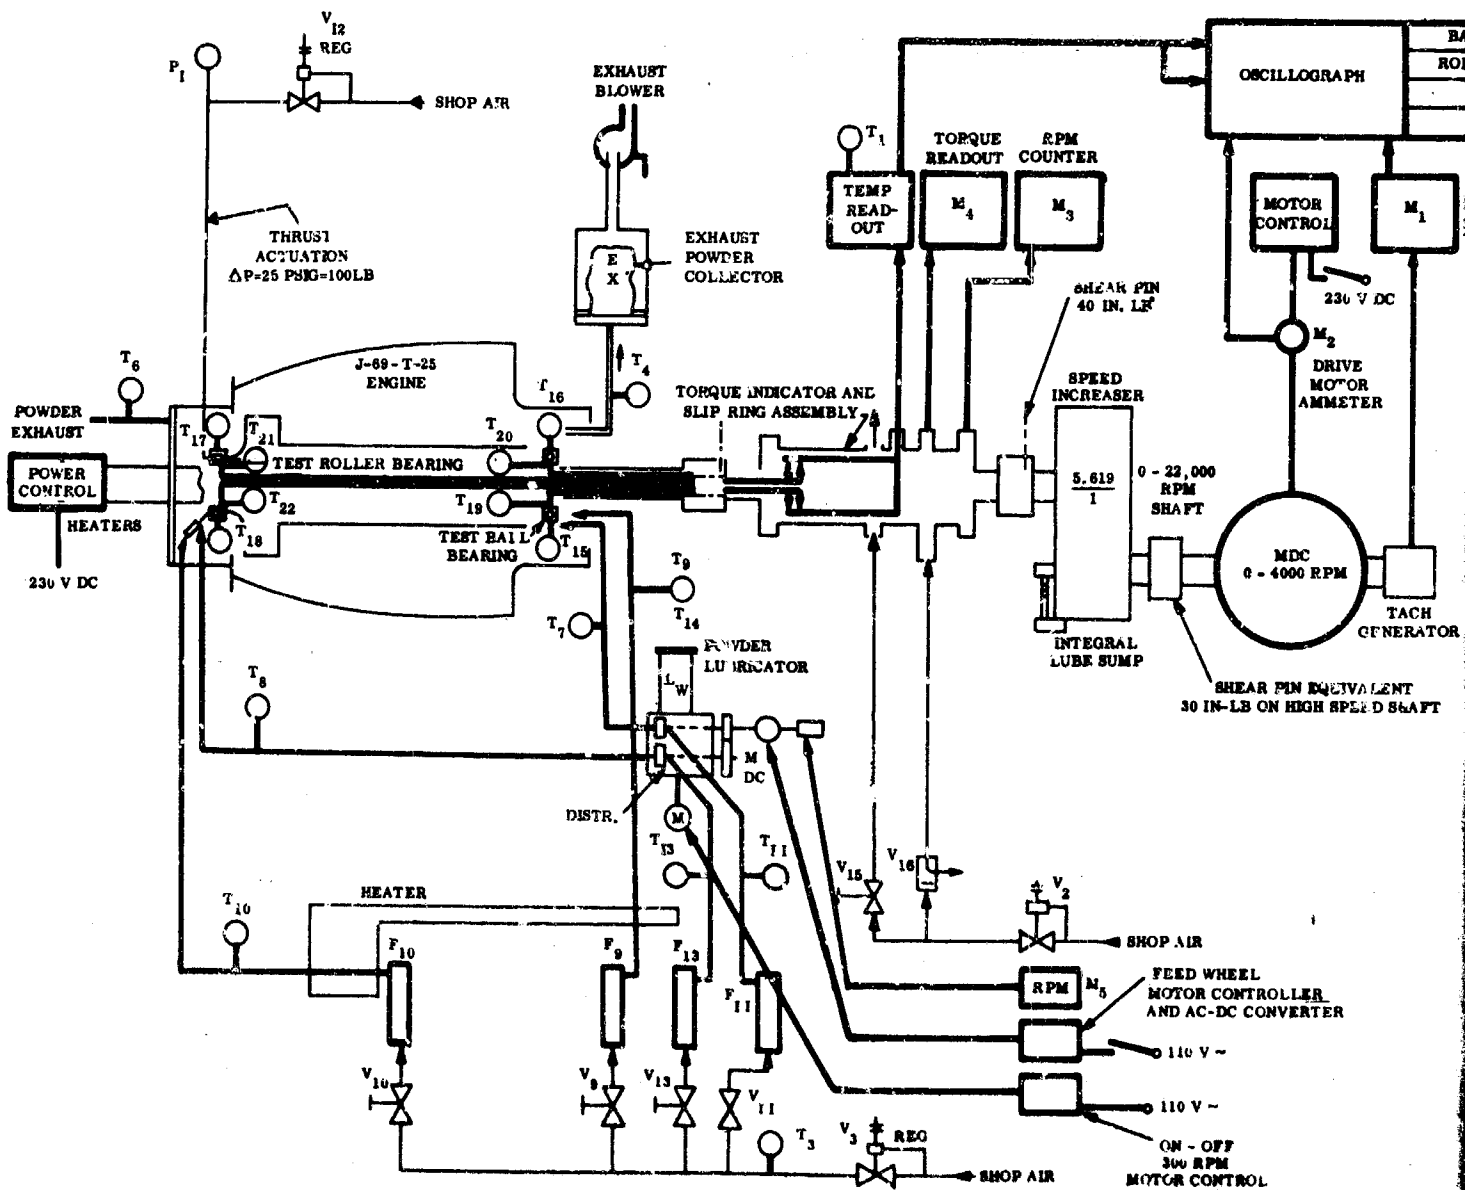 V12
REG
P1
SHOP AIR
EXHAUST
BLOWER
THRUST
ACTUATION
ΔP=25 PSIG=100LB
EXHAUST
POWDER
COLLECTOR
E
X
T1
TORQUE
READOUT
RPM
COUNTER
TEMP
READ-
OUT
M4
M3
OSCILLOGRAPH
BA
ROL
MOTOR
CONTROL
M1
230 V DC
M2
DRIVE
MOTOR
AMMETER
SHEAR PIN
40 IN. LB
T6
J-69-T-25
ENGINE
T16
T4
POWDER
EXHAUST
T17
T21
T20
TEST ROLLER BEARING
TORQUE INDICATOR AND
SLIP RING ASSEMBLY
SPEED
INCREASER
5.619
1
0 - 22,000
RPM
SHAFT
POWER
CONTROL
HEATERS
T22
T19
T18
TEST BALL
BEARING
T15
230 V DC
MDC
0 - 4000 RPM
TACH
GENERATOR
T9
T14
T7
INTEGRAL
LUBE SUMP
SHEAR PIN EQUIVALENT
30 IN-LB ON HIGH SPEED SHAFT
POWDER
LUBRICATOR
LW
T8
M
DC
DISTR.
M
T13
T11
V15
V16
V2
SHOP AIR
HEATER
T10
F10
F9
F13
F11
RPM
M5
FEED WHEEL
MOTOR CONTROLLER
AND AC-DC CONVERTER
110 V ~
V10
V9
V13
V11
110 V ~
T3
V3
REG
SHOP AIR
ON - OFF
300 RPM
MOTOR CONTROL